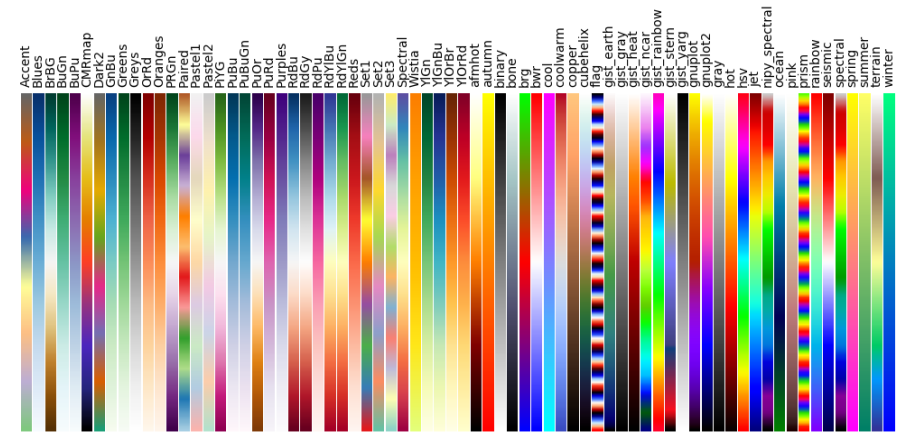 Accent
Blues
BrBG
BuGn
BuPu
CMRmap
Dark2
GnBu
Greens
Greys
OrRd
Oranges
PRGn
Paired
Pastel1
Pastel2
PiYG
PuBu
PuBuGn
PuOr
PuRd
Purples
RdBu
RdGy
RdPu
RdYlBu
RdYlGn
Reds
Set1
Set2
Set3
Spectral
Wistia
YlGn
YlGnBu
YlOrBr
YlOrRd
afmhot
autumn
binary
bone
brg
bwr
cool
coolwarm
copper
cubehelix
flag
gist_earth
gist_gray
gist_heat
gist_ncar
gist_rainbow
gist_stern
gist_yarg
gnuplot
gnuplot2
gray
hot
hsv
jet
nipy_spectral
ocean
pink
prism
rainbow
seismic
spectral
spring
summer
terrain
winter